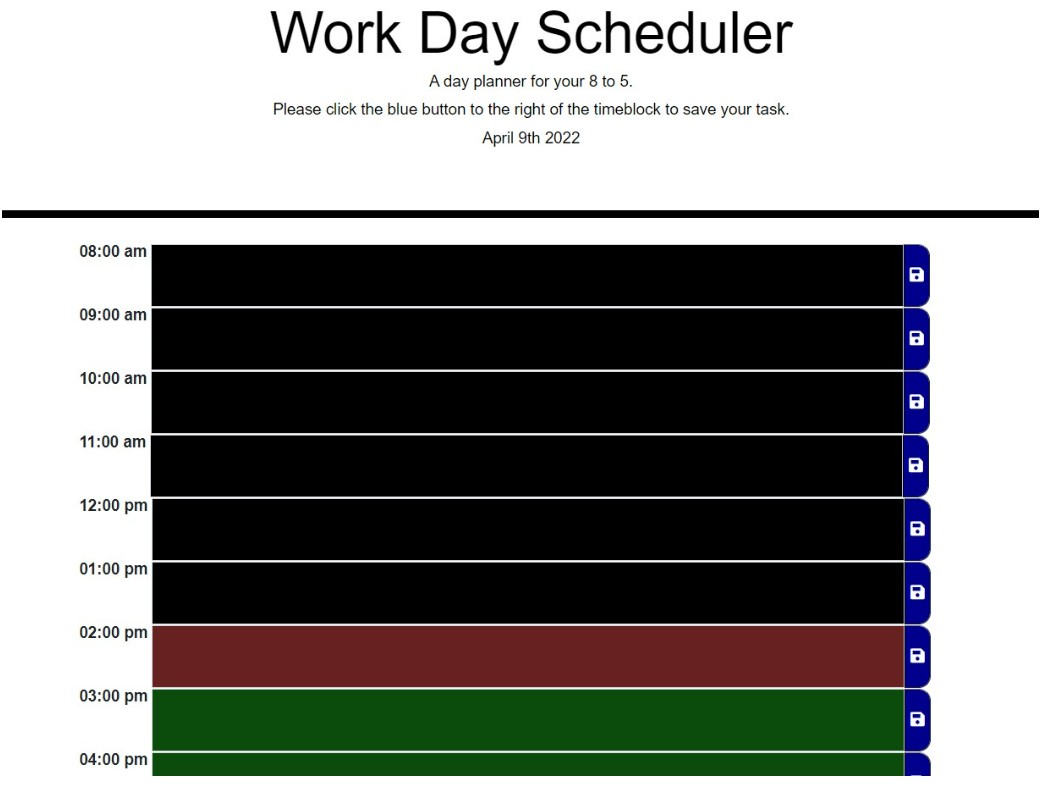 Work Day Scheduler
A day planner for your 8 to 5.
Please click the blue button to the right of the timeblock to save your task.
April 9th 2022
08:00 am
09:00 am
10:00 am
11:00 am
12:00 pm
01:00 pm
02:00 pm
03:00 pm
04:00 pm